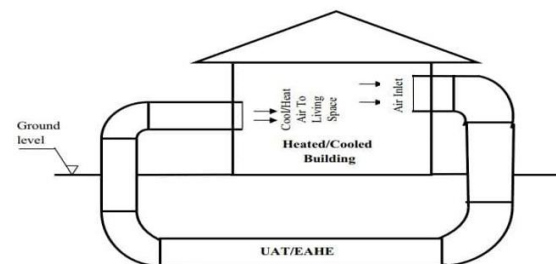 Cool/Heat
Air To
Living
Space
Air Inlet
Ground
level
Heated/Cooled
Building
UAT/EAHE